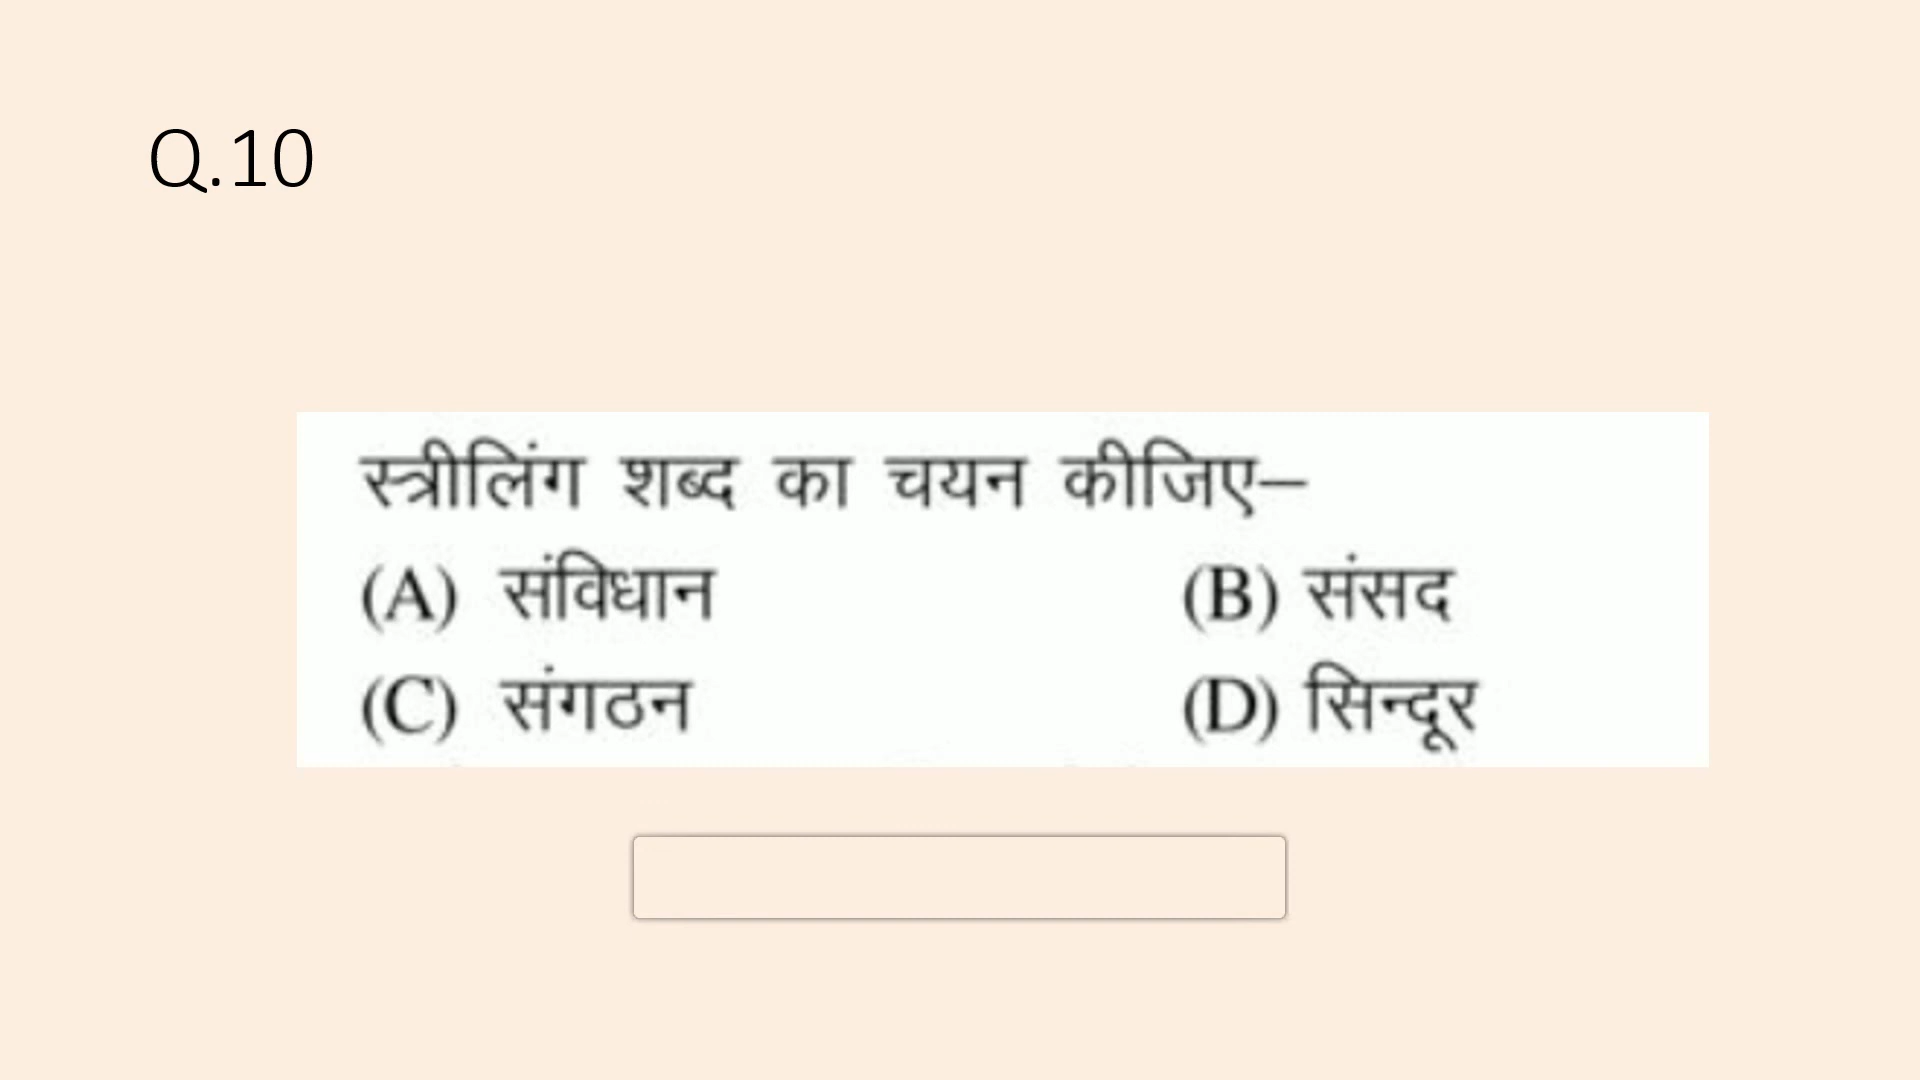 Q.10
स्त्रीलिंग शब्द का चयन कीजिए–
(A) संविधान (B) संसद
(C) संगठन (D) सिन्दूर